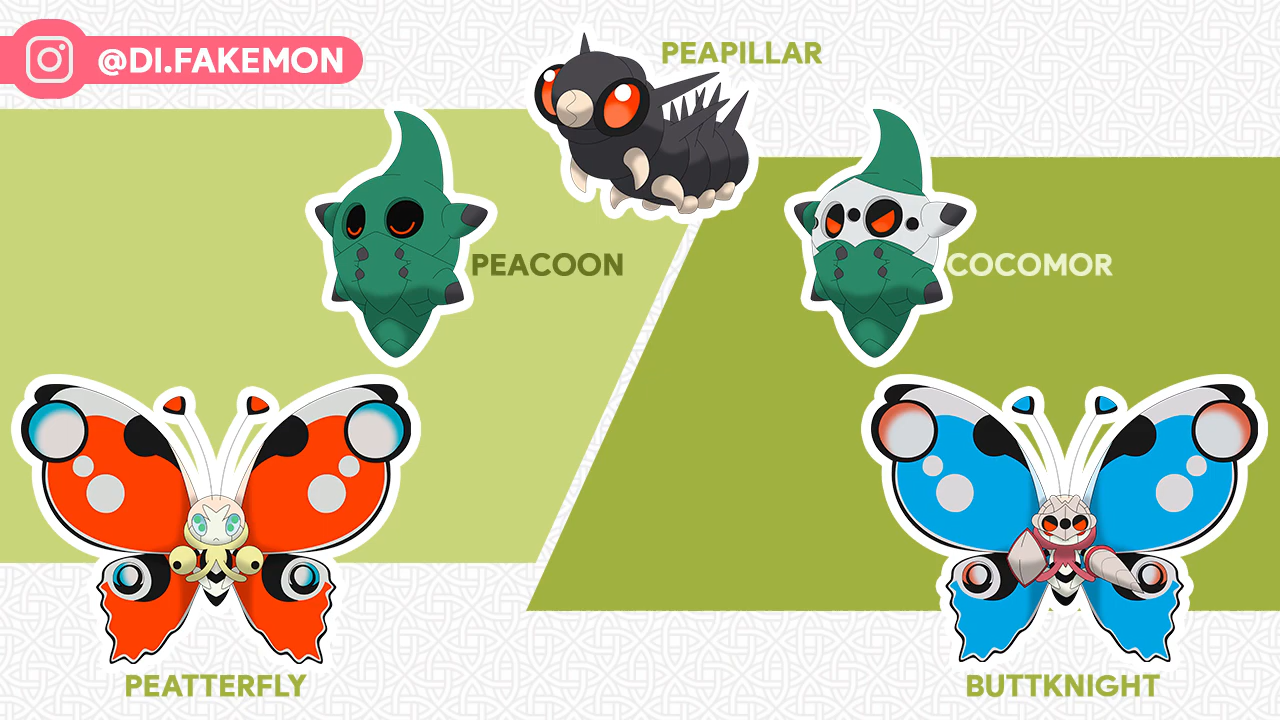 @DI.FAKEMON
PEAPILLAR
PEACOON
COCOMOR
PEATTERFLY
BUTTKNIGHT